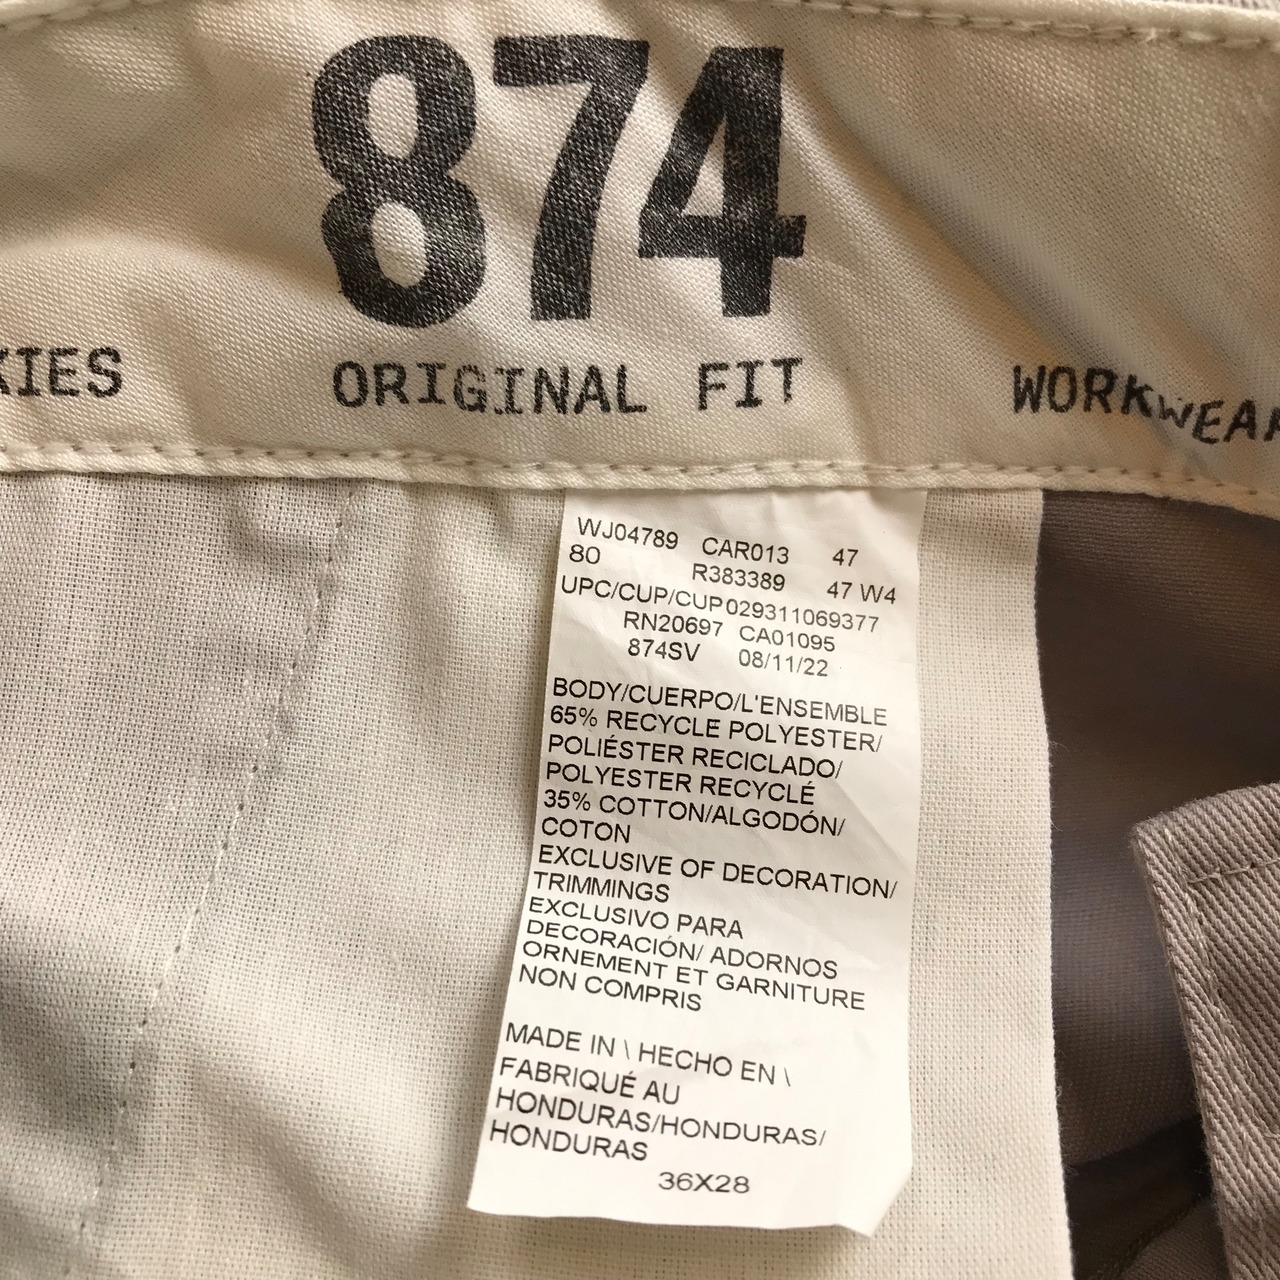 874
KIES ORIGINAL FIT WORKWEAR
WJ04789 CAR013 47
80 R383389 47 W4
UPC/CUP/CUP029311069377
RN20697 CA01095
874SV 08/11/22
BODY/CUERPO/L'ENSEMBLE
65% RECYCLE POLYESTER/
POLIÉSTER RECICLADO/
POLYESTER RECYCLÉ
35% COTTON/ALGODÓN/
COTON
EXCLUSIVE OF DECORATION/
TRIMMINGS
EXCLUSIVO PARA
DECORACIÓN/ ADORNOS
ORNEMENT ET GARNITURE
NON COMPRIS
MADE IN \ HECHO EN \
FABRIQUÉ AU
HONDURAS/HONDURAS/
HONDURAS
36X28